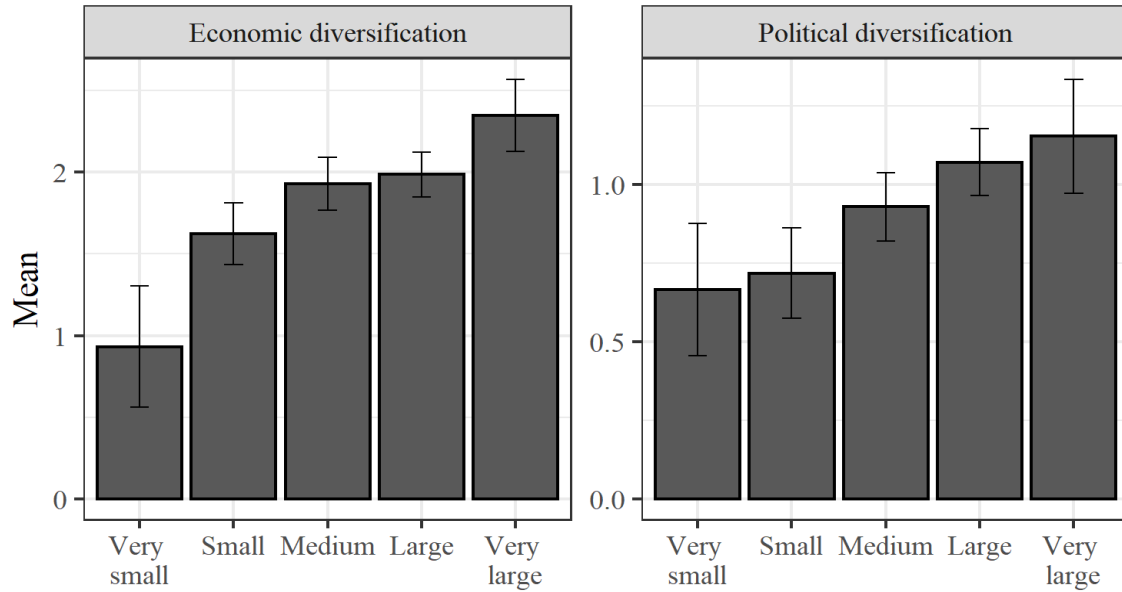 Economic diversification
Political diversification
Mean
2
1
0
1.0
0.5
0.0
Very small
Small
Medium
Large
Very large
Very small
Small
Medium
Large
Very large